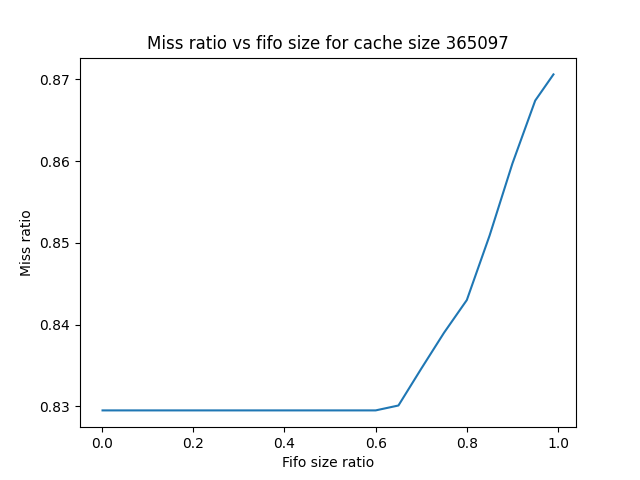 Miss ratio vs fifo size for cache size 365097
0.87
0.86
0.85
0.84
0.83
Miss ratio
0.0 0.2 0.4 0.6 0.8 1.0
Fifo size ratio